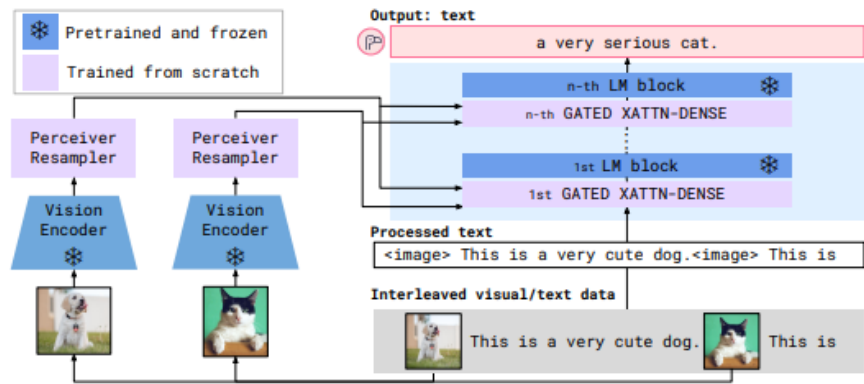 Pretrained and frozen
Trained from scratch
Output: text
a very serious cat.
n-th LM block
n-th GATED XATTN-DENSE
1st LM block
1st GATED XATTN-DENSE
Perceiver
Resampler
Perceiver
Resampler
Vision
Encoder
Vision
Encoder
Processed text
<image> This is a very cute dog.<image> This is
Interleaved visual/text data
This is a very cute dog.
This is